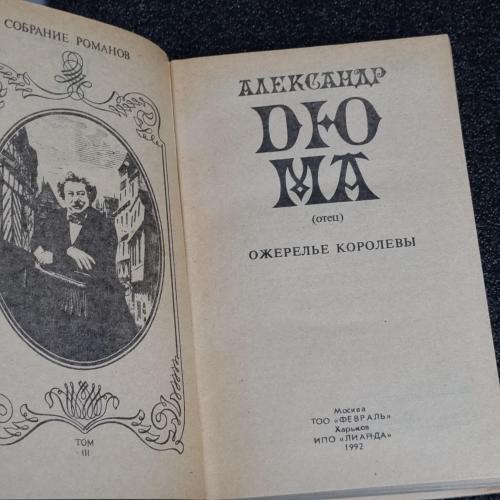 СОБРАНИЕ РОМАНОВ
ТОМ
III
АЛЕКСАНДР
ДЮ
МА
(отец)
ОЖЕРЕЛЬЕ КОРОЛЕВЫ
Москва
ТОО "ФЕВРАЛЬ"
Харьков
ИПО "ЛИАНДА"
1992